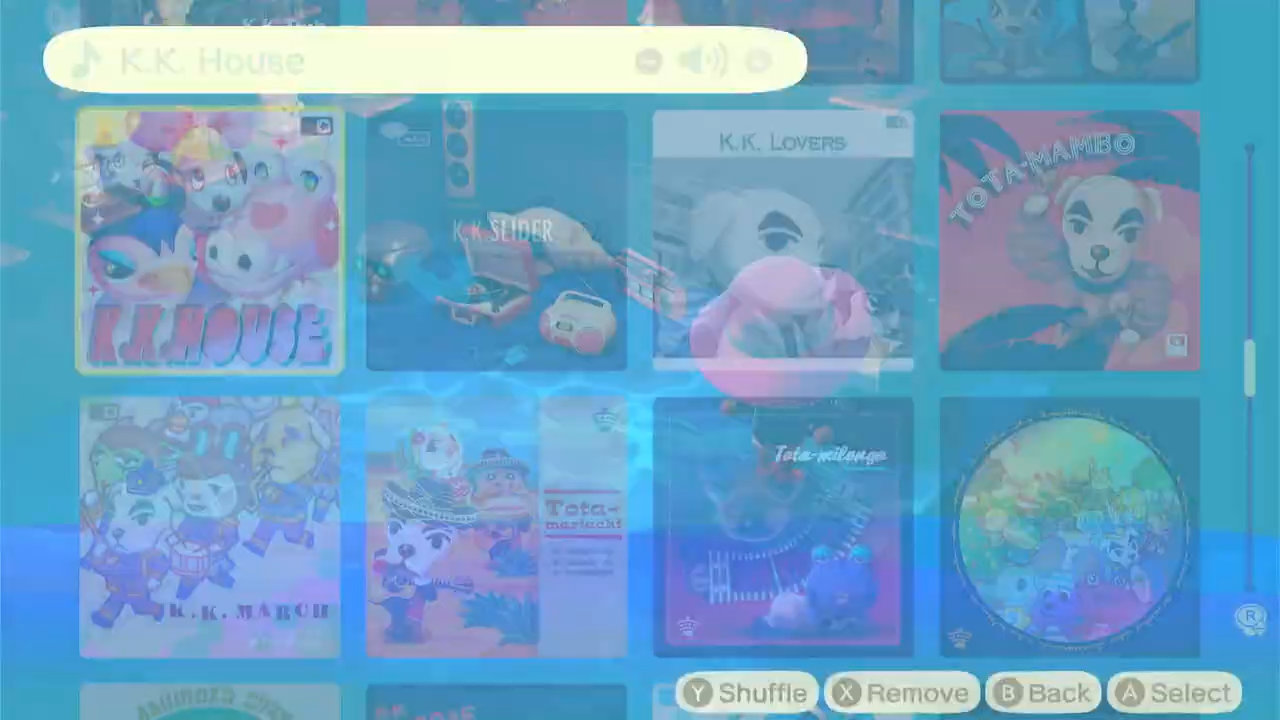 K.K. House
K.K.HOUSE
K.K.SLIDER
K.K. LOVERS
TOTA-MAMBO
K.K. MARCH
Tota-
mariachi
Tota-milonga
R
Y Shuffle
X Remove
B Back
A Select